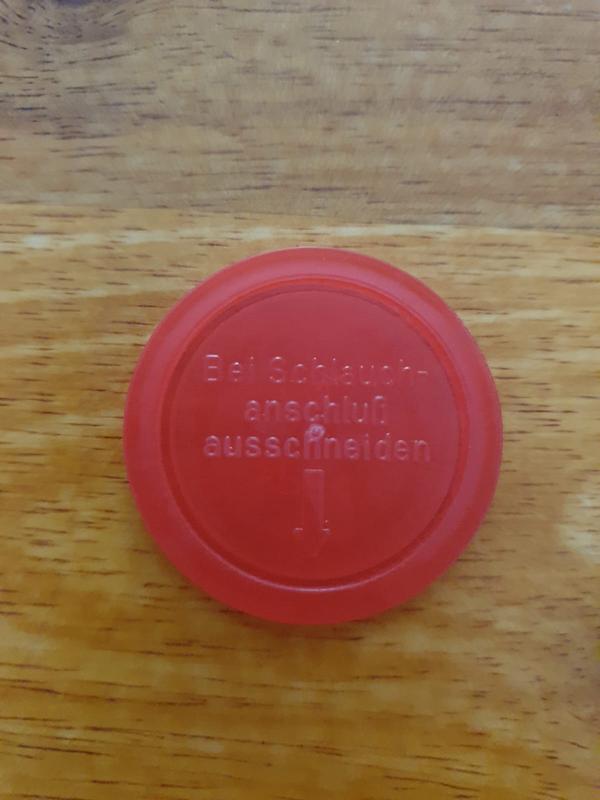 Bei Schlauch-
anschluß
ausschneiden